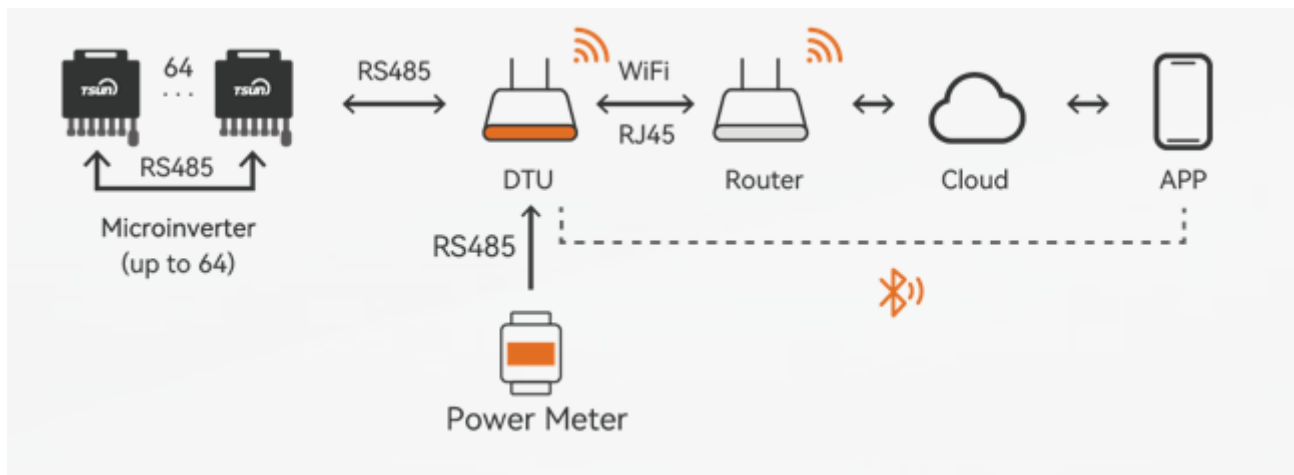 TSUN
64
...
TSUN
RS485
Microinverter
(up to 64)
RS485
DTU
WiFi
RJ45
Router
Cloud
APP
RS485
Power Meter